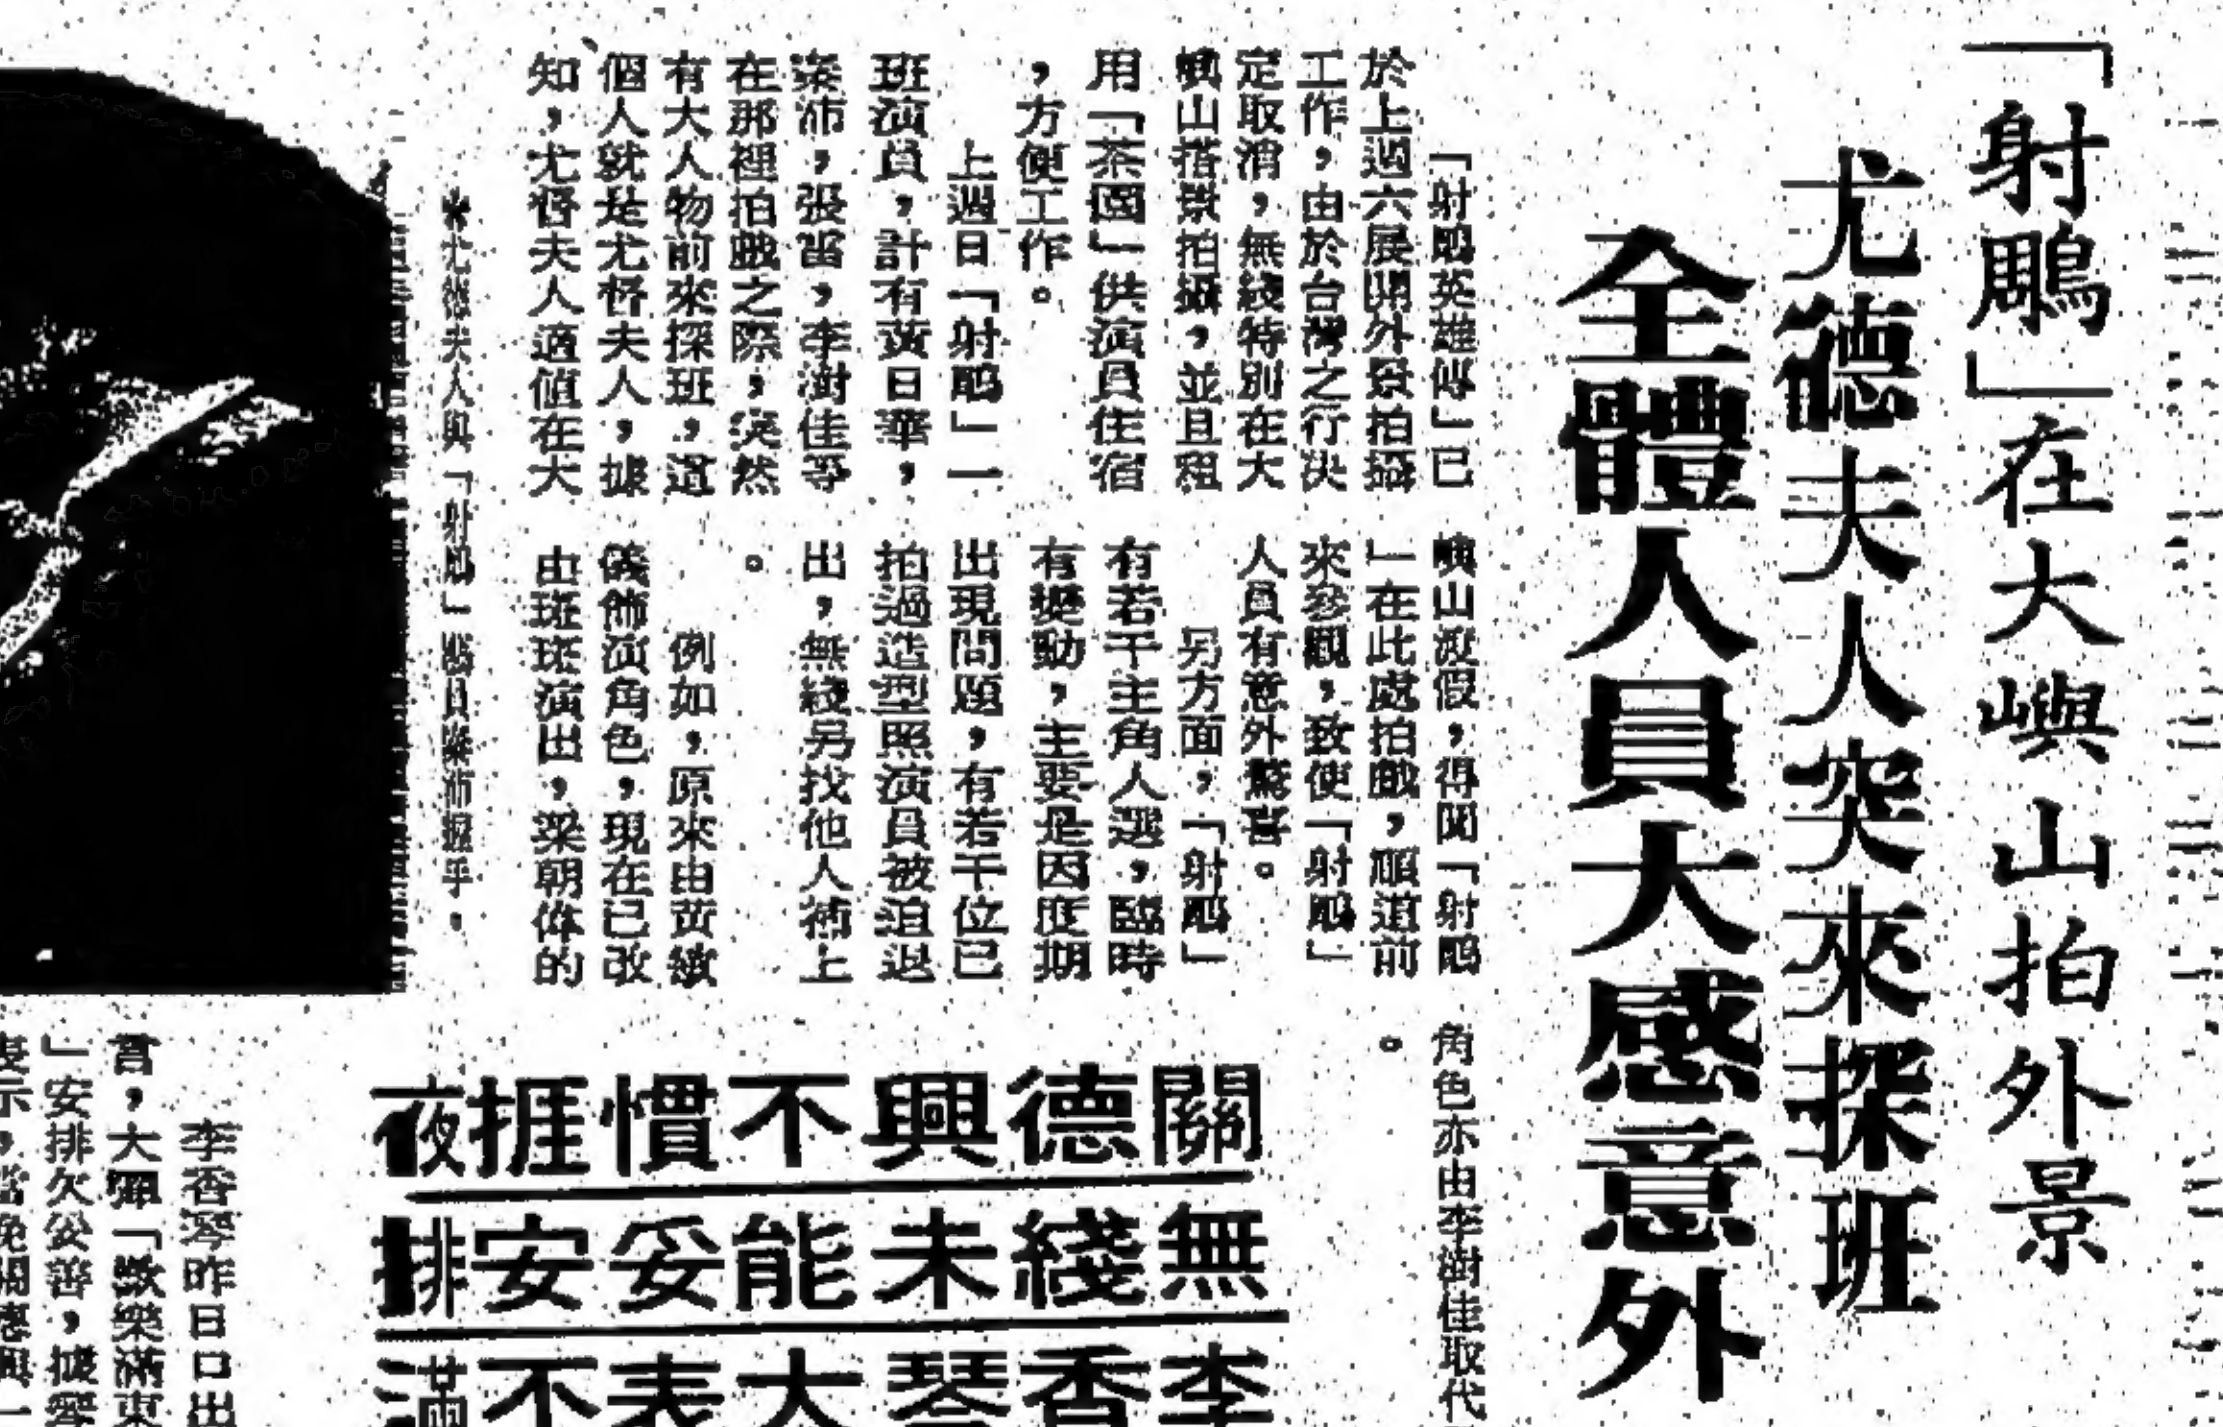 「射鵰」在大嶼山拍外景
尤德夫人突來探班
全體人員大感意外
「射鵰英雄傳」已
於上週六展開外景拍攝
工作，由於台灣之行決
定取消，無綫特別在大
嶼山搭景拍攝，並且租
用「茶園」供演員住宿
，方便工作。
上週日「射鵰」一
班演員，計有黃日華，
秦沛，張雷，李澍佳等
在那裡拍戲之際，突然
有大人物前來探班，這
個人就是尤督夫人，據
知，尤督夫人適值在大
嶼山渡假，得聞「射鵰
」在此處拍戲，順道前
來參觀，致使「射鵰」
人員有意外驚喜。
另方面，「射鵰」
有若干主角人選，臨時
有變動，主要是因度期
出現問題，有若干位已
拍過造型照演員被迫退
出，無綫另找他人補上
。
例如，原來由黃
儀飾演角色，現在已改
由斑斑演出，梁朝偉的
角色亦由李澍佳取代
。
尤德夫人與「射鵰」演員秦沛握手。
關德興不慣捱夜
無綫未能妥安排
李香琴大表不滿
李香琴昨日口出
言，大彈「歡樂滿東
」安排欠妥善，據
表示，當晚關德興一